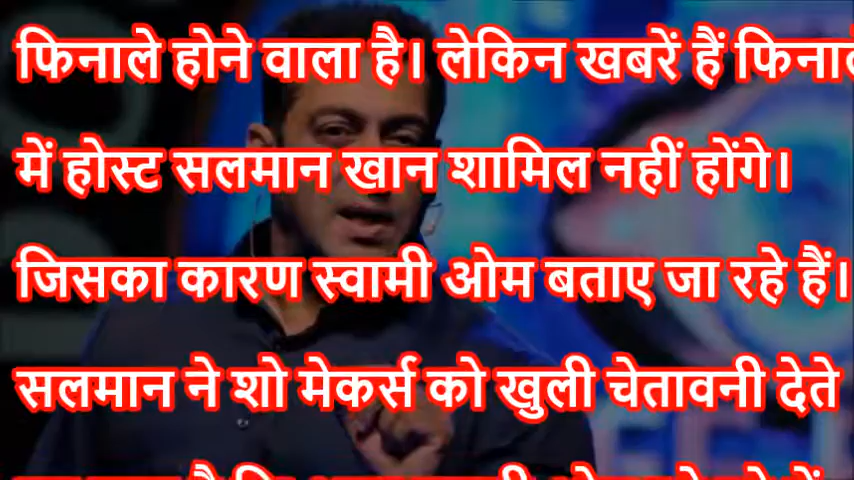 फिनाले होने वाला है। लेकिन खबरें हैं
में होस्ट सलमान खान शामिल नहीं होंगे।
जिसका कारण स्वामी ओम बताए जा रहे हैं।
सलमान ने शो मेकर्स को खुली चेतावनी देते